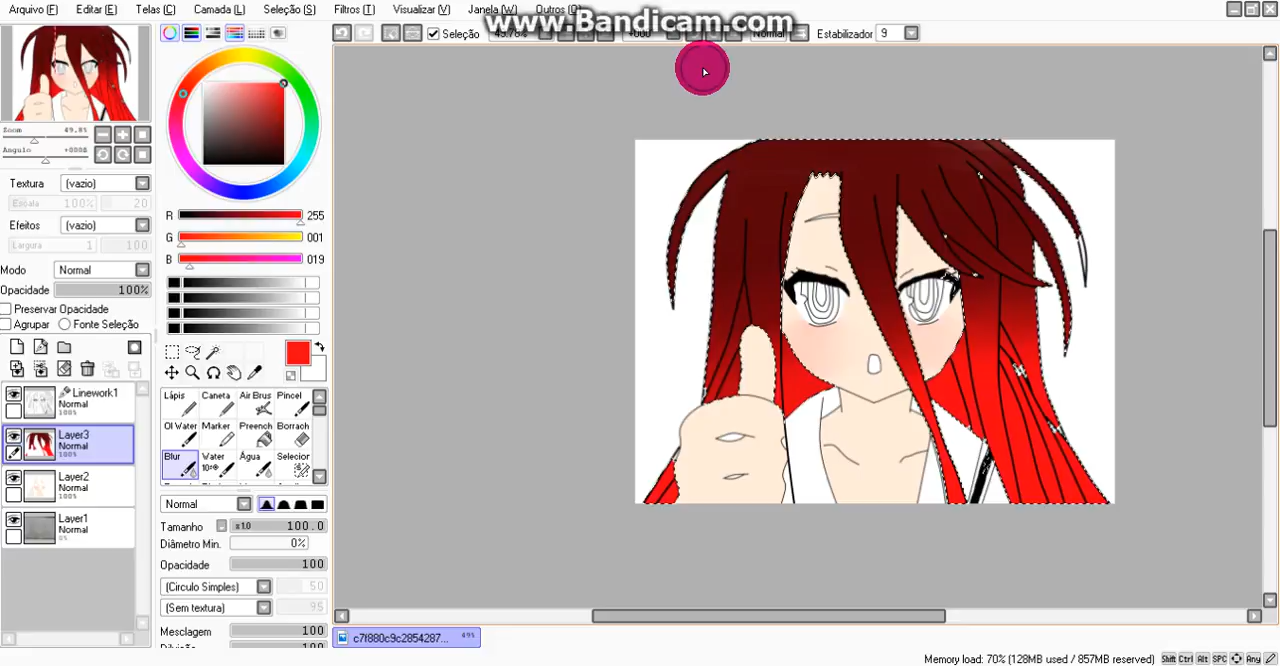 Arquivo (F) Editar (E) Telas (C) Camada (L) Seleção (S) Filtros (T) Visualizar (V) Janela (W) Outros (O)
www.Bandicam.com
Seleção
Normal
Estabilizador 9
Zoom 49.8%
Angulo +000θ
Textura (vazio)
Escala 100% 20
Efeitos (vazio)
Largura 1 100
Modo Normal
Opacidade 100%
Preservar Opacidade
Agrupar Fonte Seleção
Linework1
Normal
100%
Layer3
Normal
100%
Layer2
Normal
100%
Layer1
Normal
0%
R 255
G 001
B 019
Lápis Caneta Air Brus Pincel
Ol Water Marker Preench Borrach
Blur Water Água Selecior
Normal
Tamanho x1.0 100.0
Diâmetro Min. 0%
Opacidade 100
(Circulo Simples) 50
(Sem textura) 95
Mesclagem 100
c7f880c9c2854287... 49%
Memory load: 70% (128MB used / 857MB reserved) Shift Ctrl Alt SPC Any